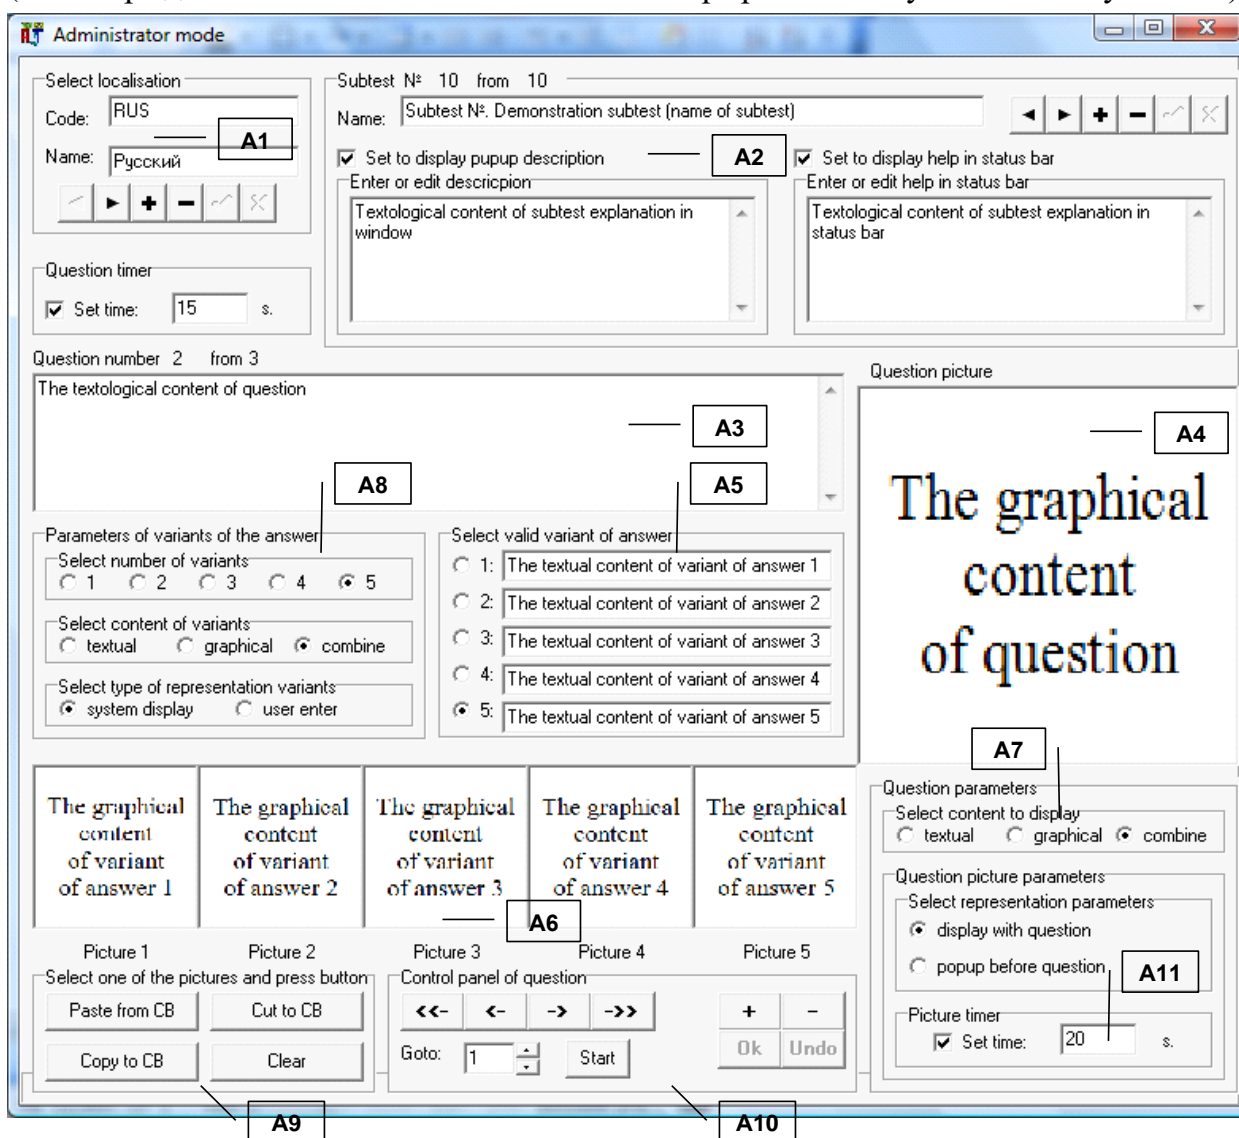 Administrator mode
Select localisation
Code: RUS
A1
Name: Русский
Subtest № 10 from 10
Name: Subtest №. Demonstration subtest (name of subtest)
Set to display pupup description
A2
Set to display help in status bar
Enter or edit descricpion
Enter or edit help in status bar
Textological content of subtest explanation in
window
Textological content of subtest explanation in
status bar
Question timer
Set time: 15 s.
Question number 2 from 3
The textological content of question
A3
Question picture
A4
The graphical
content
of question
A8
A5
Parameters of variants of the answer
Select number of variants
1 2 3 4 5
Select content of variants
textual graphical combine
Select type of representation variants
system display user enter
Select valid variant of answer
1: The textual content of variant of answer 1
2: The textual content of variant of answer 2
3: The textual content of variant of answer 3
4: The textual content of variant of answer 4
5: The textual content of variant of answer 5
A7
The graphical
content
of variant
of answer 1
The graphical
content
of variant
of answer 2
The graphical
content
of variant
of answer 3
The graphical
content
of variant
of answer 4
The graphical
content
of variant
of answer 5
A6
Picture 1 Picture 2 Picture 3 Picture 4 Picture 5
Question parameters
Select content to display
textual graphical combine
Question picture parameters
Select representation parameters
display with question
popup before question
A11
Picture timer
Set time: 20 s.
Select one of the pictures and press button
Paste from CB Cut to CB
Copy to CB Clear
A9
Control panel of question
<<- <- -> ->> + -
Goto: 1 Start Ok Undo
A10